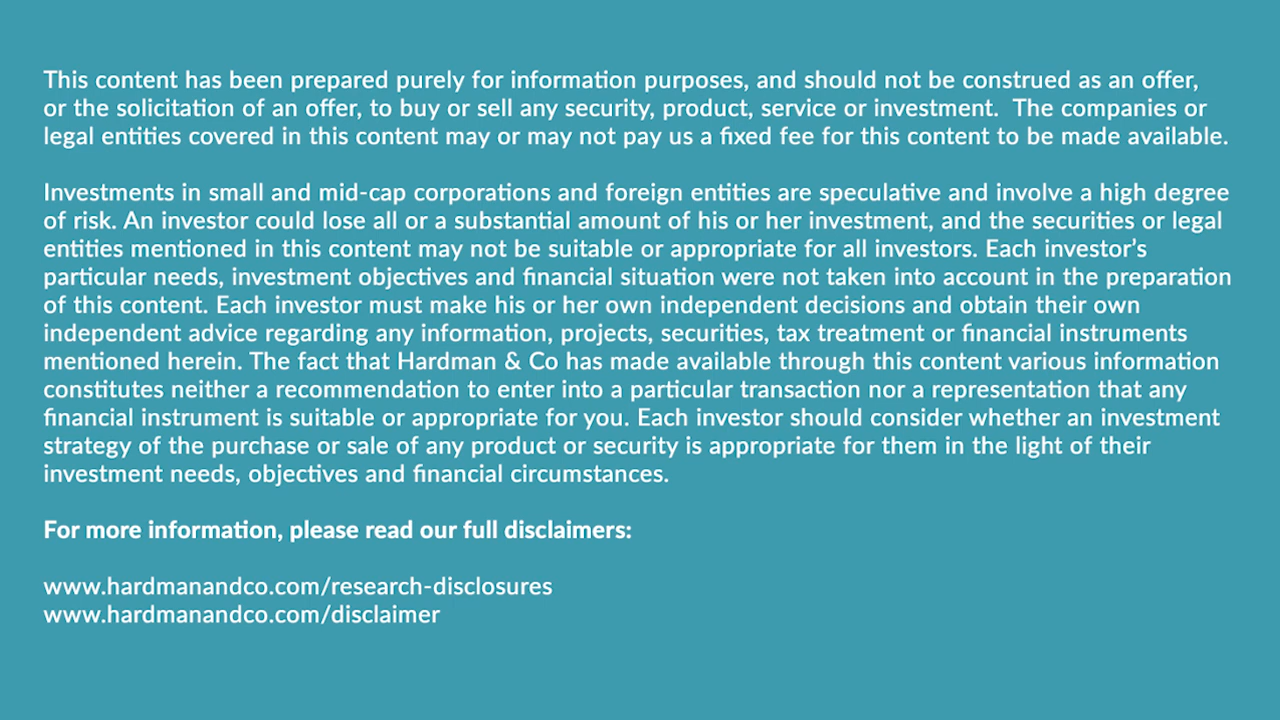 This content has been prepared purely for information purposes, and should not be construed as an offer,
or the solicitation of an offer, to buy or sell any security, product, service or investment.  The companies or
legal entities covered in this content may or may not pay us a fixed fee for this content to be made available.
Investments in small and mid-cap corporations and foreign entities are speculative and involve a high degree
of risk. An investor could lose all or a substantial amount of his or her investment, and the securities or legal
entities mentioned in this content may not be suitable or appropriate for all investors. Each investor’s
particular needs, investment objectives and financial situation were not taken into account in the preparation
of this content. Each investor must make his or her own independent decisions and obtain their own
independent advice regarding any information, projects, securities, tax treatment or financial instruments
mentioned herein. The fact that Hardman & Co has made available through this content various information
constitutes neither a recommendation to enter into a particular transaction nor a representation that any
financial instrument is suitable or appropriate for you. Each investor should consider whether an investment
strategy of the purchase or sale of any product or security is appropriate for them in the light of their
investment needs, objectives and financial circumstances.
For more information, please read our full disclaimers:
www.hardmanandco.com/research-disclosures
www.hardmanandco.com/disclaimer